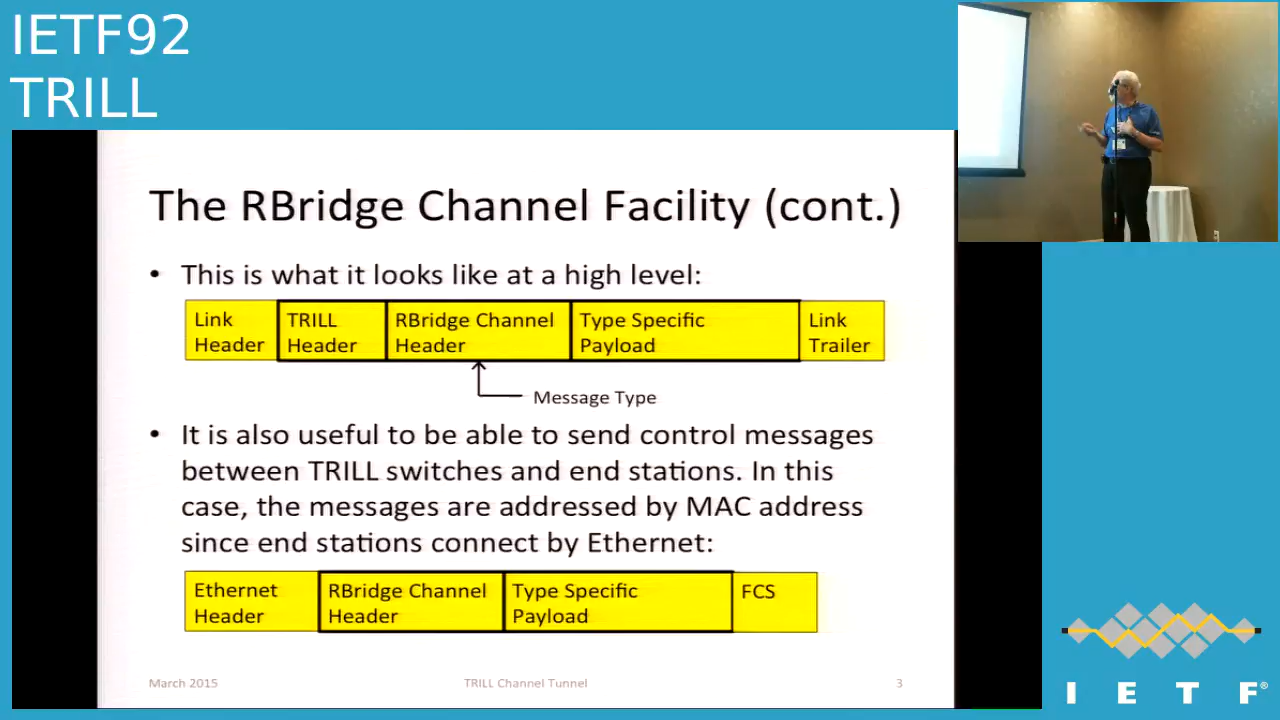 IETF92
TRILL
The RBridge Channel Facility (cont.)
• This is what it looks like at a high level:
Link Header
TRILL Header
RBridge Channel Header
Type Specific Payload
Link Trailer
Message Type
• It is also useful to be able to send control messages
between TRILL switches and end stations. In this
case, the messages are addressed by MAC address
since end stations connect by Ethernet:
Ethernet Header
RBridge Channel Header
Type Specific Payload
FCS
March 2015
TRILL Channel Tunnel
3
I E T F®